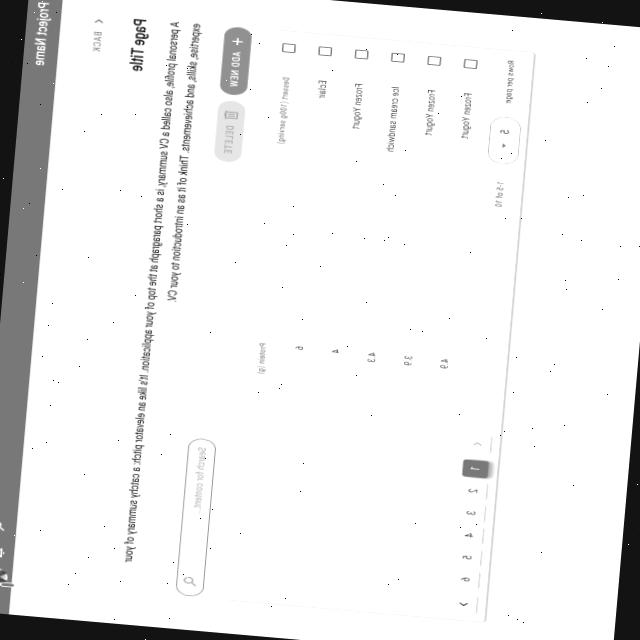 Project Name
BACK
Page Title
A personal profile, also called a CV summary, is a short paragraph at the top of your application. It's like an elevator pitch: a catchy summary of your
expertise, skills, and achievements. Think of it as an introduction to your CV.
+ ADD NEW DELETE Search for content...
Dessert (100g serving) Protein (g)
Eclair 6
Frozen Yogurt 4
Ice cream sandwich 4.3
Frozen Yogurt 3.9
Frozen Yogurt 4.9
Rows per page 5 1-5 of 10 1 2 3 4 5 6